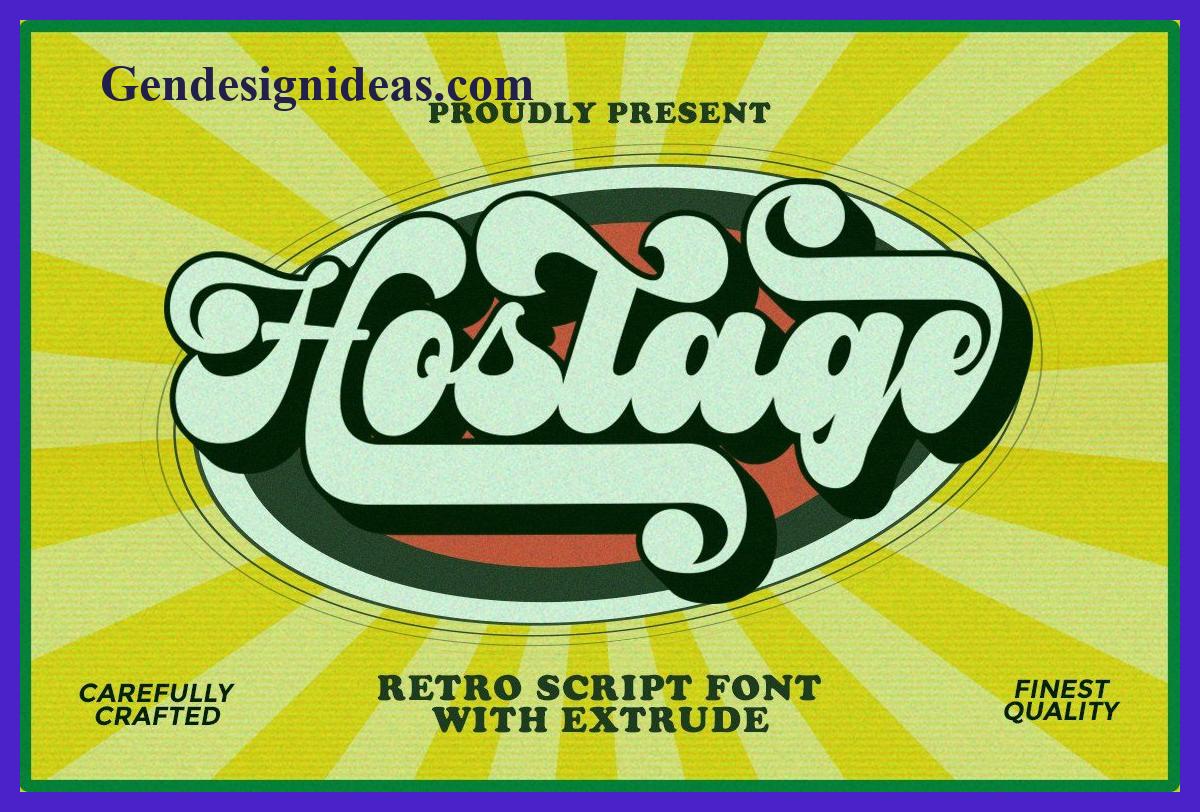 Gendesignideas.com
PROUDLY PRESENT
Hostage
CAREFULLY
CRAFTED
RETRO SCRIPT FONT
WITH EXTRUDE
FINEST
QUALITY